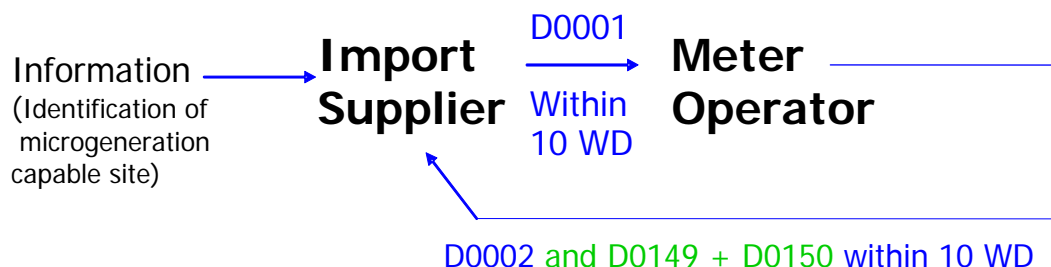 Information
(Identification of
microgeneration
capable site)
Import
Supplier
D0001
Within
10 WD
Meter
Operator
D0002 and D0149 + D0150 within 10 WD